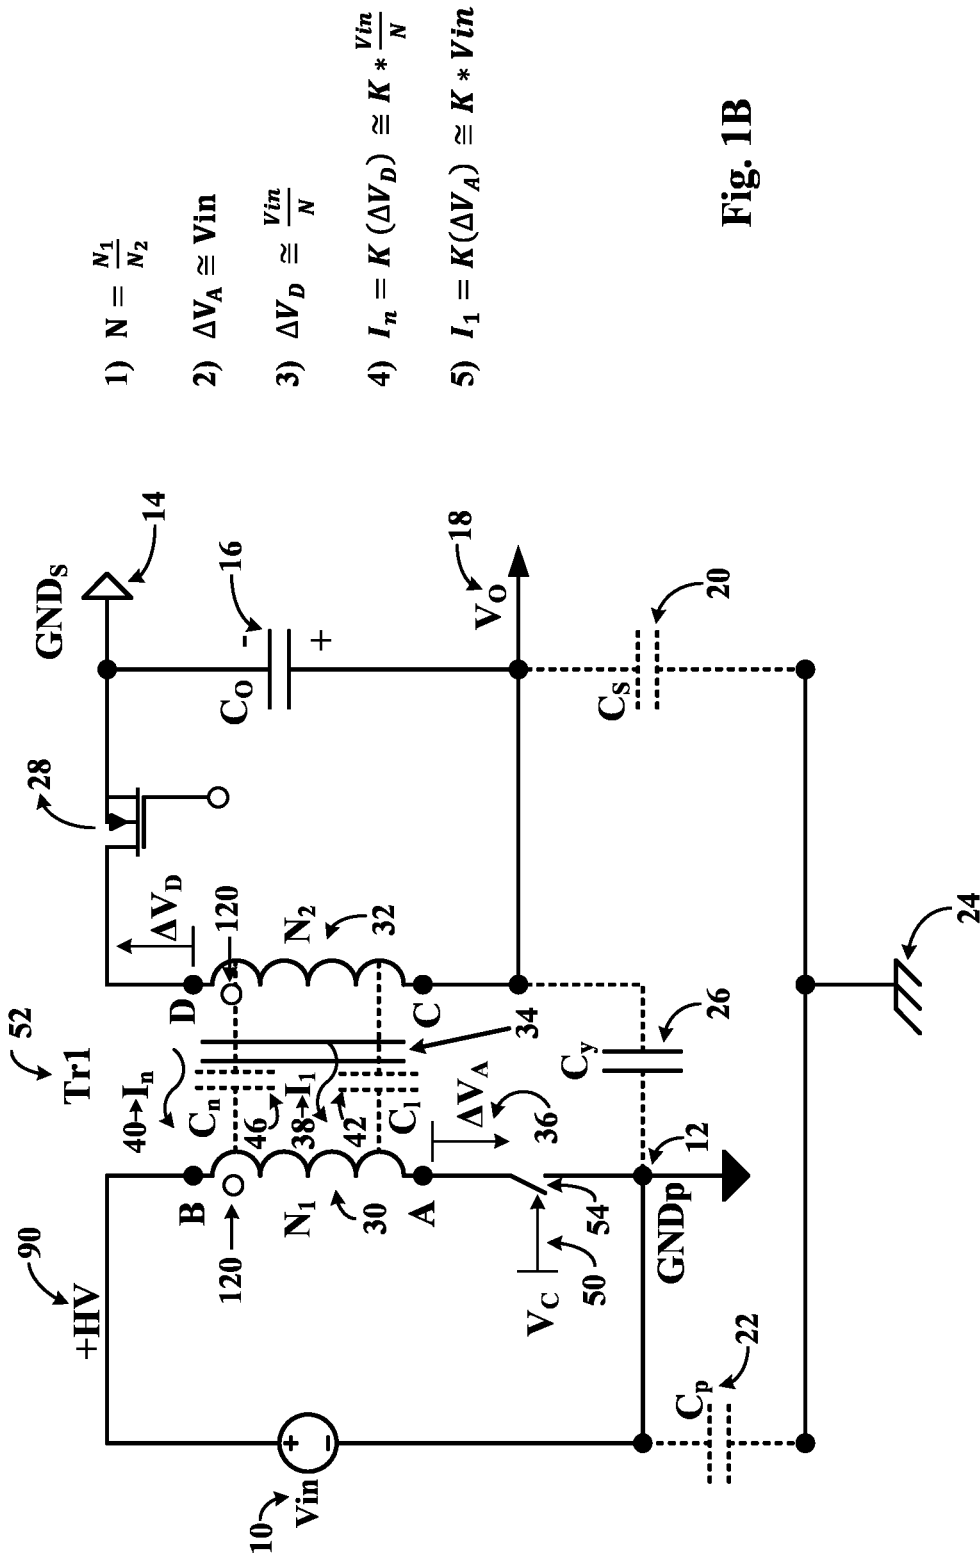 52
Tr1
90
+HV
10
Vin
B
120
N₁
30
A
V_C
50
54
GNDp
12
C_p
22
40→I_n
C_n
46
38→I₁
42
C_l
34
ΔV_A
36
C_y
26
D
ΔV_D
120
N₂
32
C
28
GND_S
14
16
C_O
-
+
18
V_O
C_s
20
24
1) N = N₁/N₂
2) ΔV_A ≅ Vin
3) ΔV_D ≅ Vin/N
4) I_n = K (ΔV_D) ≅ K * Vin/N
5) I₁ = K(ΔV_A) ≅ K * Vin
Fig. 1B